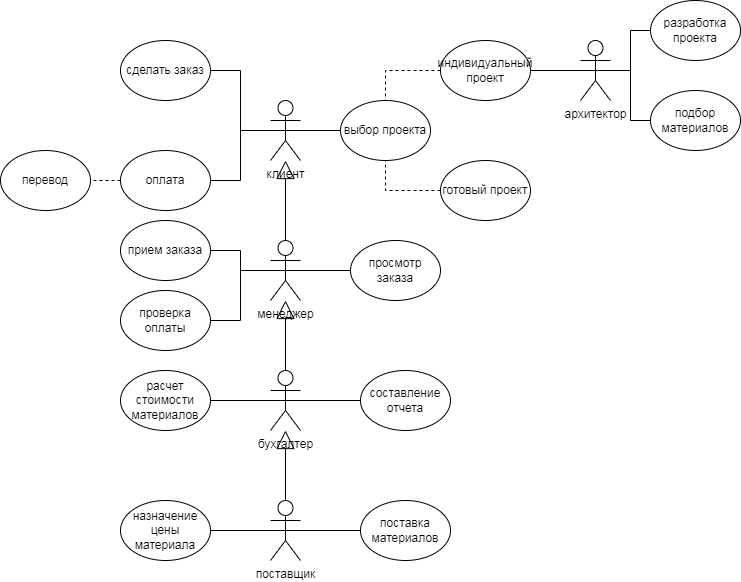 разработка
проекта
сделать заказ
индивидуальный
проект
архитектор
подбор
материалов
выбор проекта
клиент
перевод
оплата
готовый проект
прием заказа
просмотр
заказа
менеджер
проверка
оплаты
расчет
стоимости
материалов
составление
отчета
бухгалтер
назначение
цены
материала
поставка
материалов
поставщик